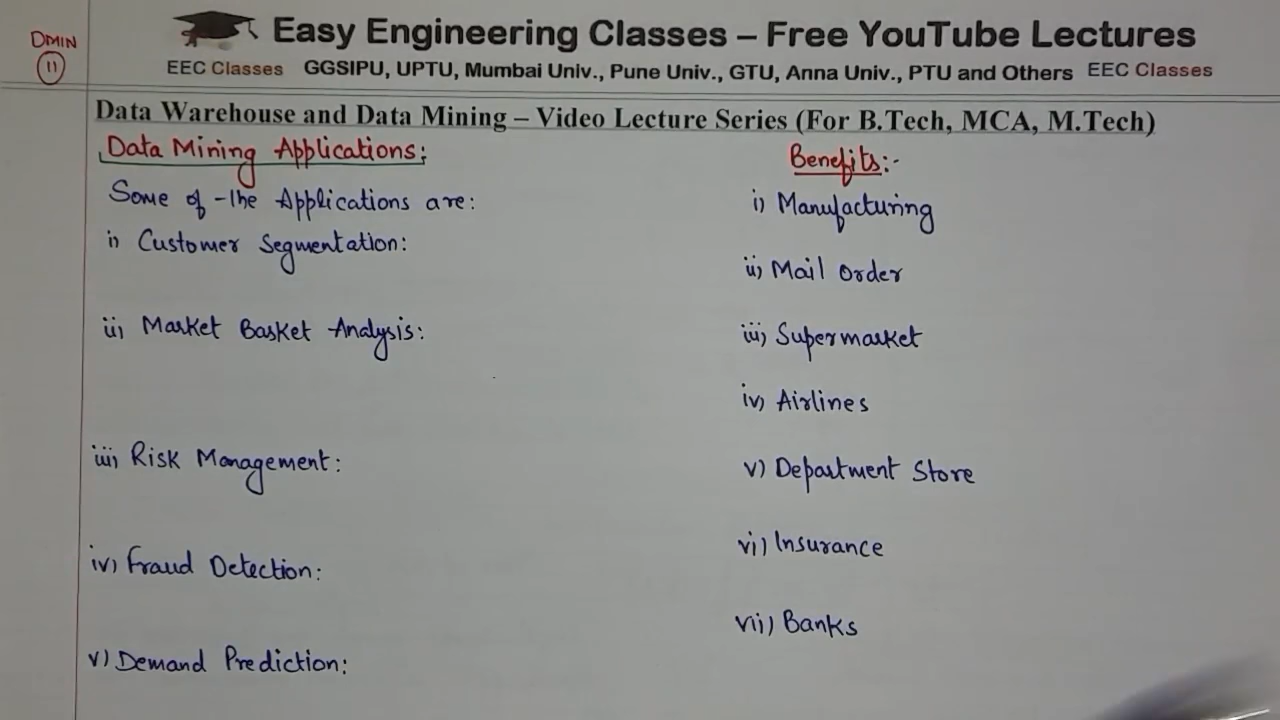 DMIN
11
Easy Engineering Classes – Free YouTube Lectures
EEC Classes GGSIPU, UPTU, Mumbai Univ., Pune Univ., GTU, Anna Univ., PTU and Others EEC Classes
Data Warehouse and Data Mining – Video Lecture Series (For B.Tech, MCA, M.Tech)
Data Mining Applications:
Some of the Applications are:
i) Customer Segmentation:
ii) Market Basket Analysis:
iii) Risk Management:
iv) Fraud Detection:
v) Demand Prediction:
Benefits:-
i) Manufacturing
ii) Mail Order
iii) Supermarket
iv) Airlines
v) Department Store
vi) Insurance
vii) Banks